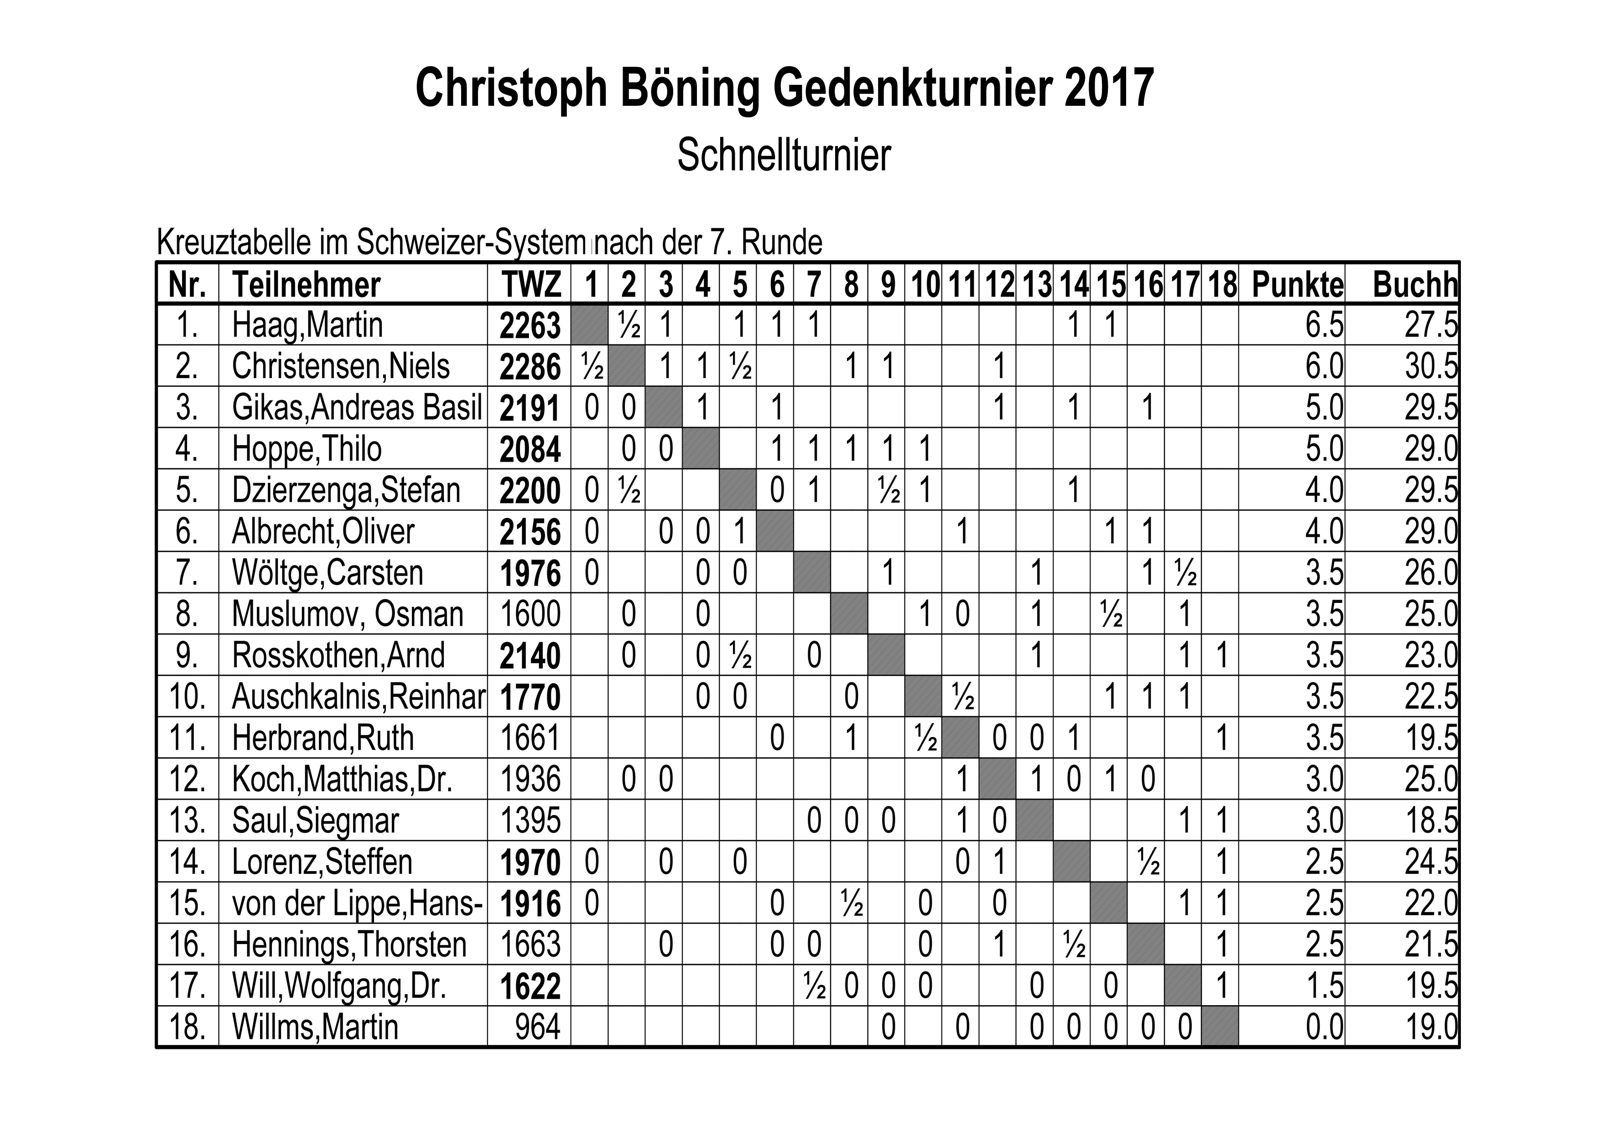 Christoph Böning Gedenkturnier 2017
Schnellturnier
Kreuztabelle im Schweizer-System nach der 7. Runde
Nr. Teilnehmer TWZ 1 2 3 4 5 6 7 8 9 10 11 12 13 14 15 16 17 18 Punkte Buchh
1. Haag,Martin 2263 ½ 1 1 1 1 1 1 6.5 27.5
2. Christensen,Niels 2286 ½ 1 1 ½ 1 1 1 6.0 30.5
3. Gikas,Andreas Basil 2191 0 0 1 1 1 1 1 5.0 29.5
4. Hoppe,Thilo 2084 0 0 1 1 1 1 1 5.0 29.0
5. Dzierzenga,Stefan 2200 0 ½ 0 1 ½ 1 1 4.0 29.5
6. Albrecht,Oliver 2156 0 0 0 1 1 1 1 4.0 29.0
7. Wöltge,Carsten 1976 0 0 0 1 1 1 ½ 3.5 26.0
8. Muslumov, Osman 1600 0 0 1 0 1 ½ 1 3.5 25.0
9. Rosskothen,Arnd 2140 0 0 ½ 0 1 1 1 3.5 23.0
10. Auschkalnis,Reinhar 1770 0 0 0 ½ 1 1 1 3.5 22.5
11. Herbrand,Ruth 1661 0 1 ½ 0 0 1 1 3.5 19.5
12. Koch,Matthias,Dr. 1936 0 0 1 1 0 1 0 3.0 25.0
13. Saul,Siegmar 1395 0 0 0 1 0 1 1 3.0 18.5
14. Lorenz,Steffen 1970 0 0 0 0 1 ½ 1 2.5 24.5
15. von der Lippe,Hans- 1916 0 0 ½ 0 0 1 1 2.5 22.0
16. Hennings,Thorsten 1663 0 0 0 0 1 ½ 1 2.5 21.5
17. Will,Wolfgang,Dr. 1622 ½ 0 0 0 0 0 1 1.5 19.5
18. Willms,Martin 964 0 0 0 0 0 0 0 0.0 19.0